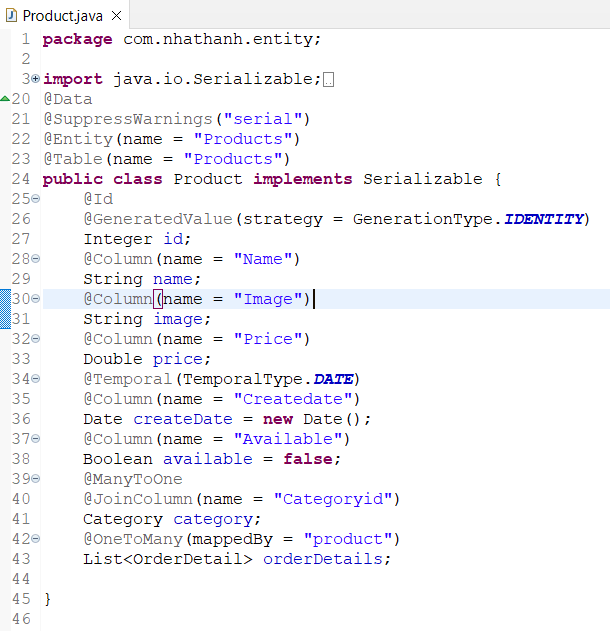 Product.java
1 package com.nhathanh.entity;
2
3 import java.io.Serializable;
20 @Data
21 @SuppressWarnings("serial")
22 @Entity(name = "Products")
23 @Table(name = "Products")
24 public class Product implements Serializable {
25 @Id
26 @GeneratedValue(strategy = GenerationType.IDENTITY)
27 Integer id;
28 @Column(name = "Name")
29 String name;
30 @Column(name = "Image")
31 String image;
32 @Column(name = "Price")
33 Double price;
34 @Temporal(TemporalType.DATE)
35 @Column(name = "Createdate")
36 Date createDate = new Date();
37 @Column(name = "Available")
38 Boolean available = false;
39 @ManyToOne
40 @JoinColumn(name = "Categoryid")
41 Category category;
42 @OneToMany(mappedBy = "product")
43 List<OrderDetail> orderDetails;
44
45 }
46